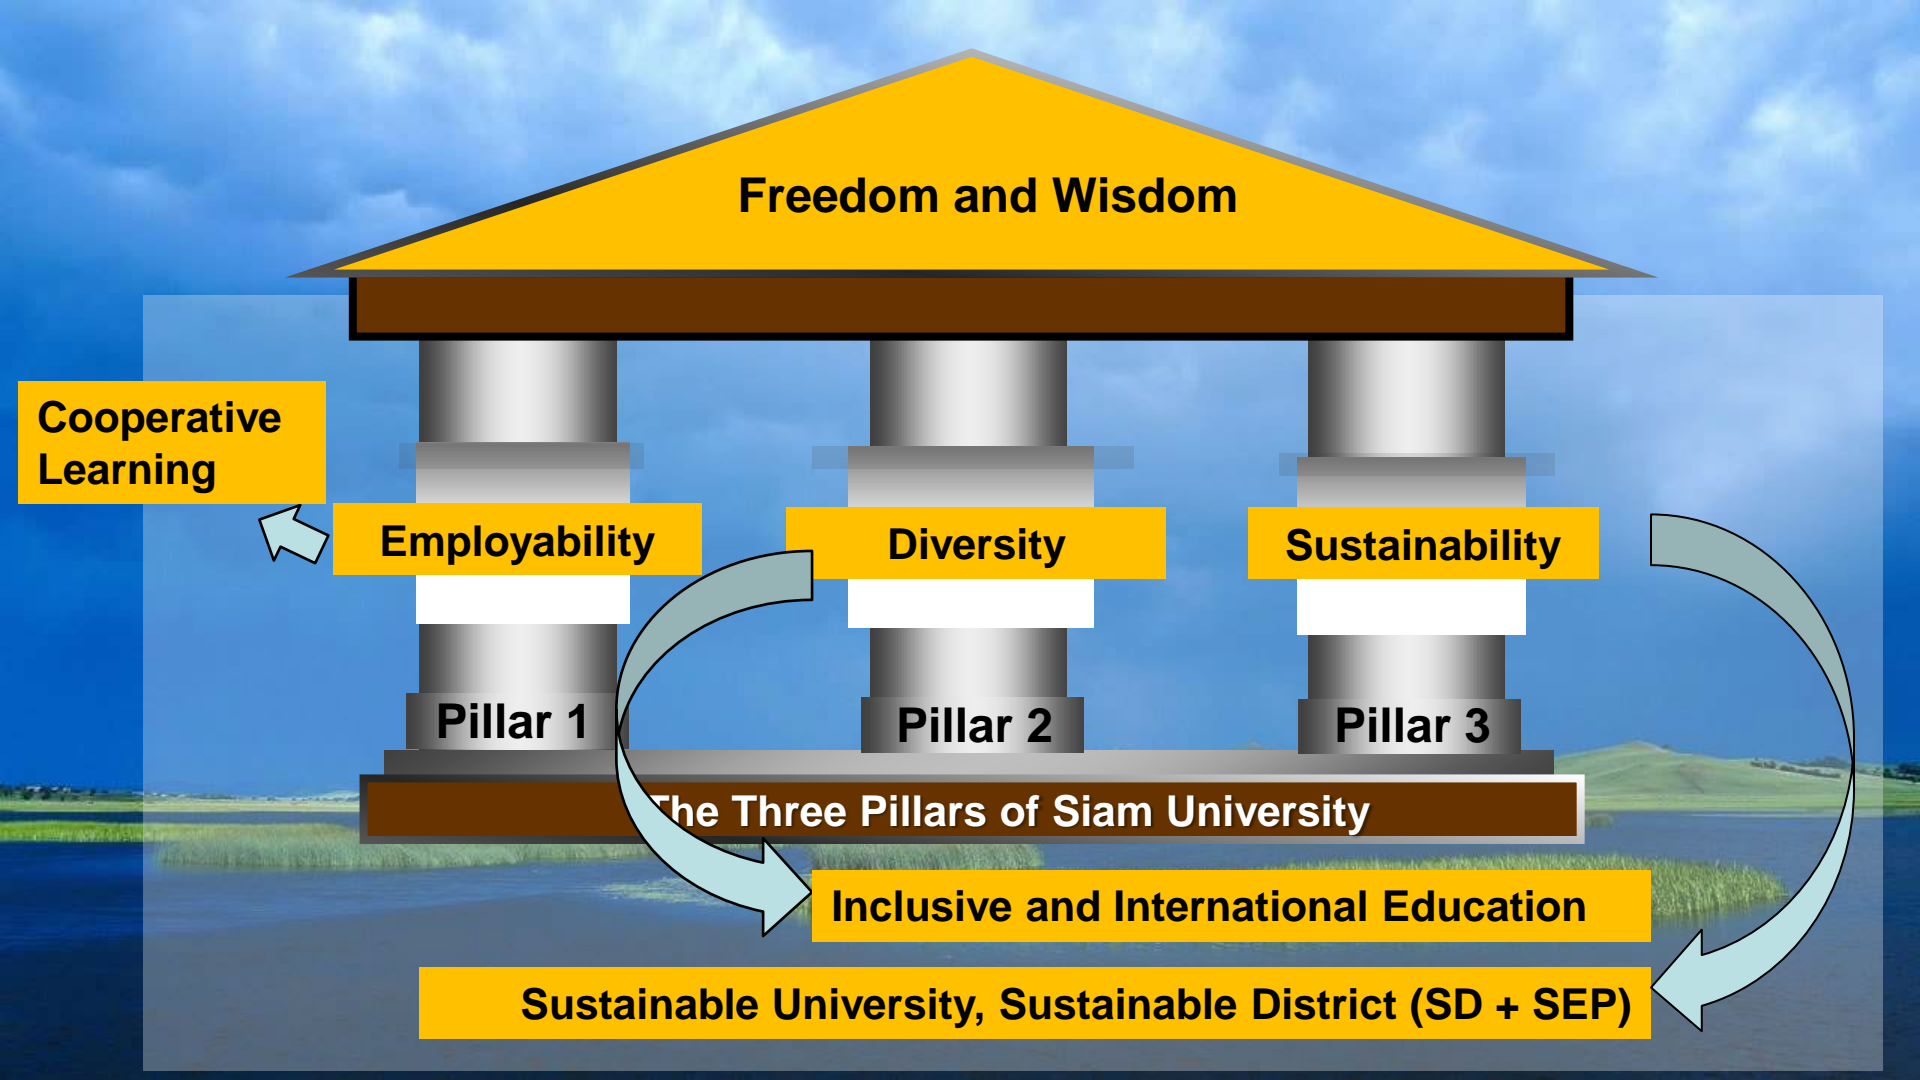 Freedom and Wisdom
Cooperative
Learning
Employability
Diversity
Sustainability
Pillar 1
Pillar 2
Pillar 3
The Three Pillars of Siam University
Inclusive and International Education
Sustainable University, Sustainable District (SD + SEP)